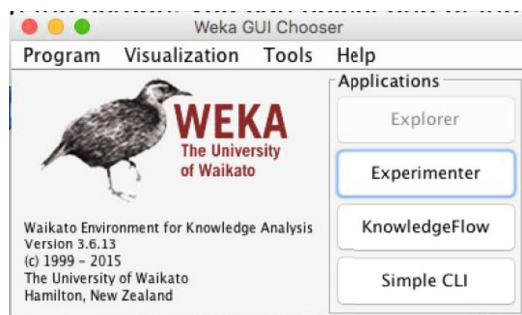 Weka GUI Chooser
Program Visualization Tools Help
Applications
WEKA
The University
of Waikato
Explorer
Experimenter
KnowledgeFlow
Simple CLI
Waikato Environment for Knowledge Analysis
Version 3.6.13
(c) 1999 - 2015
The University of Waikato
Hamilton, New Zealand